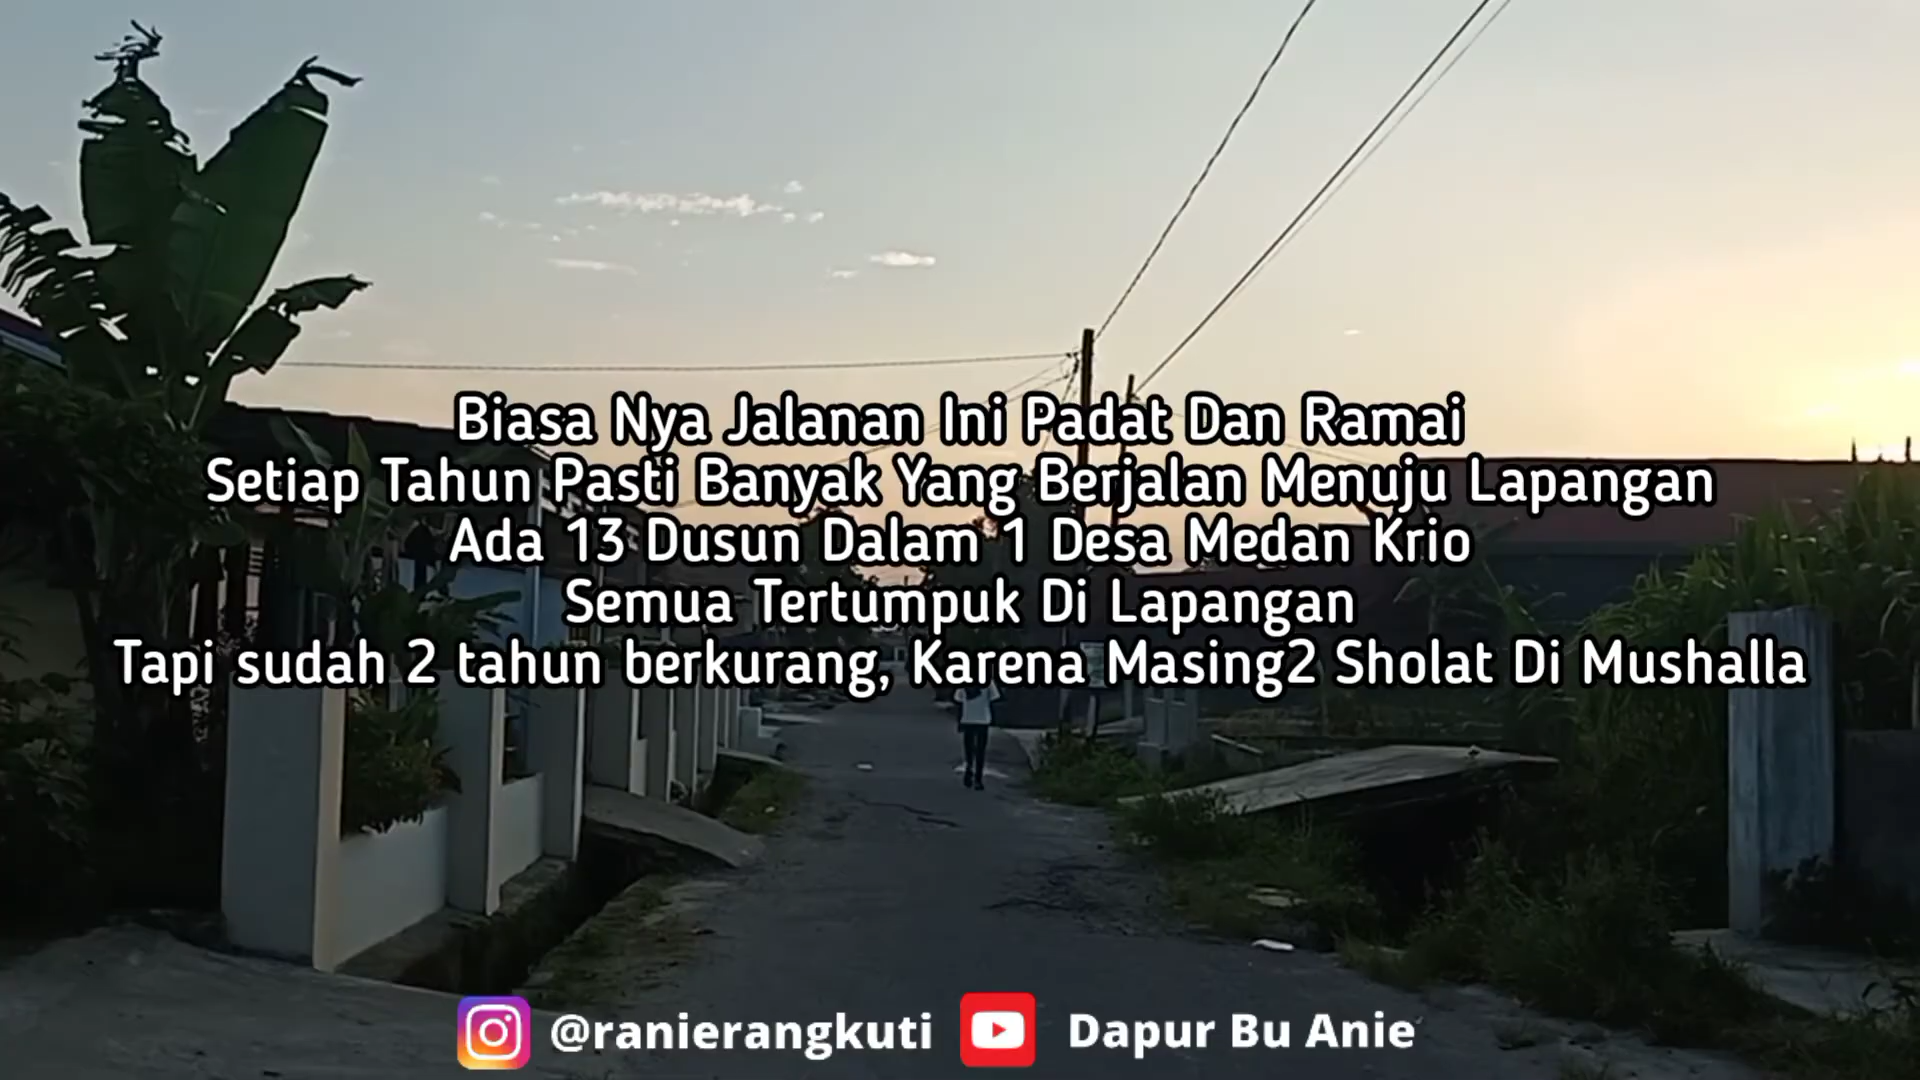 Biasa Nya Jalanan Ini Padat Dan Ramai
Setiap Tahun Pasti Banyak Yang Berjalan Menuju Lapangan
Ada 13 Dusun Dalam 1 Desa Medan Krio
Semua Tertumpuk Di Lapangan
Tapi sudah 2 tahun berkurang, Karena Masing2 Sholat Di Mushalla
@ranierangkuti Dapur Bu Anie